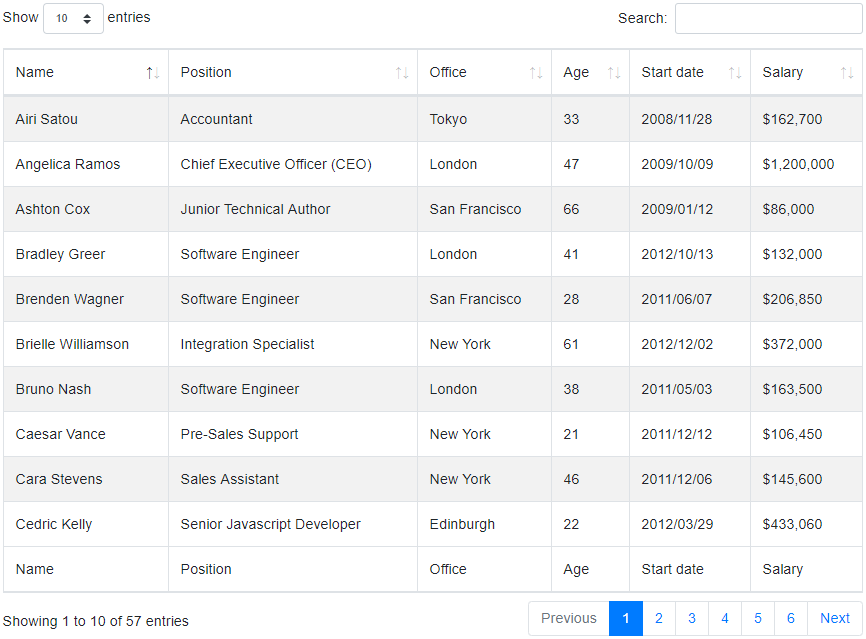 Show 10 entries Search:
Name Position Office Age Start date Salary
Airi Satou Accountant Tokyo 33 2008/11/28 $162,700
Angelica Ramos Chief Executive Officer (CEO) London 47 2009/10/09 $1,200,000
Ashton Cox Junior Technical Author San Francisco 66 2009/01/12 $86,000
Bradley Greer Software Engineer London 41 2012/10/13 $132,000
Brenden Wagner Software Engineer San Francisco 28 2011/06/07 $206,850
Brielle Williamson Integration Specialist New York 61 2012/12/02 $372,000
Bruno Nash Software Engineer London 38 2011/05/03 $163,500
Caesar Vance Pre-Sales Support New York 21 2011/12/12 $106,450
Cara Stevens Sales Assistant New York 46 2011/12/06 $145,600
Cedric Kelly Senior Javascript Developer Edinburgh 22 2012/03/29 $433,060
Name Position Office Age Start date Salary
Showing 1 to 10 of 57 entries Previous 1 2 3 4 5 6 Next